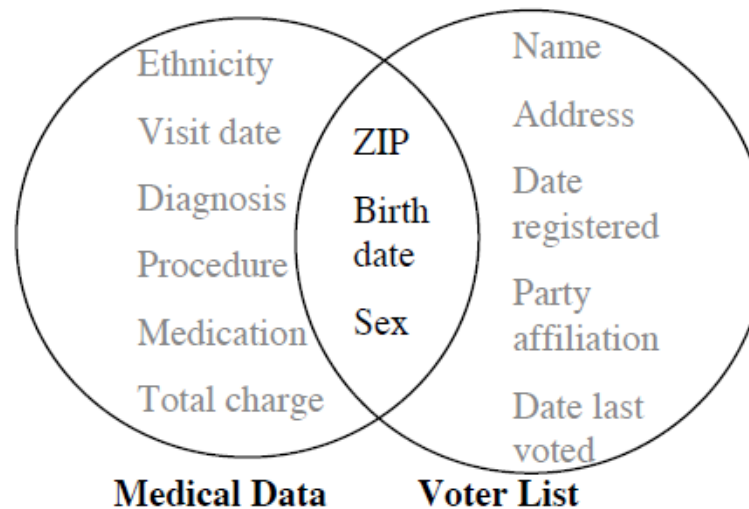 Ethnicity
Visit date
Diagnosis
Procedure
Medication
Total charge
ZIP
Birth
date
Sex
Name
Address
Date
registered
Party
affiliation
Date last
voted
Medical Data
Voter List